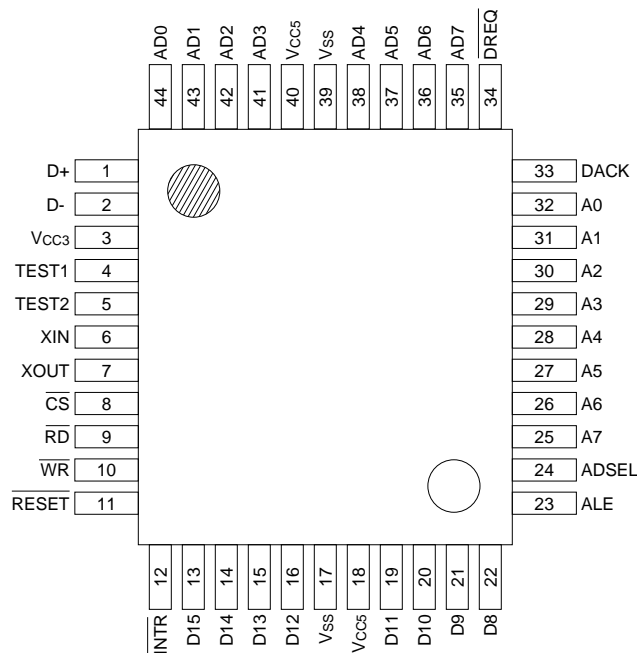 AD0 AD1 AD2 AD3 VCC5 VSS AD4 AD5 AD6 AD7 DREQ
44 43 42 41 40 39 38 37 36 35 34
D+ 1 33 DACK
D- 2 32 A0
VCC3 3 31 A1
TEST1 4 30 A2
TEST2 5 29 A3
XIN 6 28 A4
XOUT 7 27 A5
CS 8 26 A6
RD 9 25 A7
WR 10 24 ADSEL
RESET 11 23 ALE
12 13 14 15 16 17 18 19 20 21 22
INTR D15 D14 D13 D12 VSS VCC5 D11 D10 D9 D8